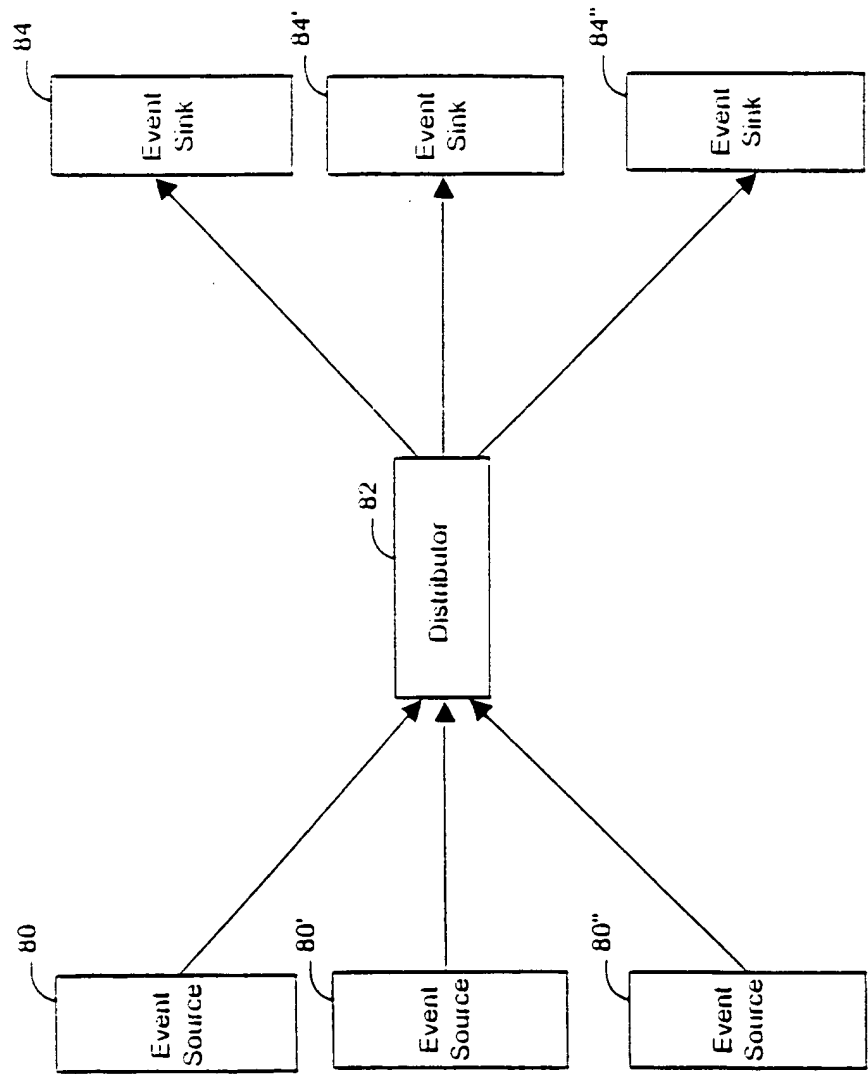 80
Event
Source
80'
Event
Source
80"
Event
Source
82
Distributor
84
Event
Sink
84'
Event
Sink
84"
Event
Sink